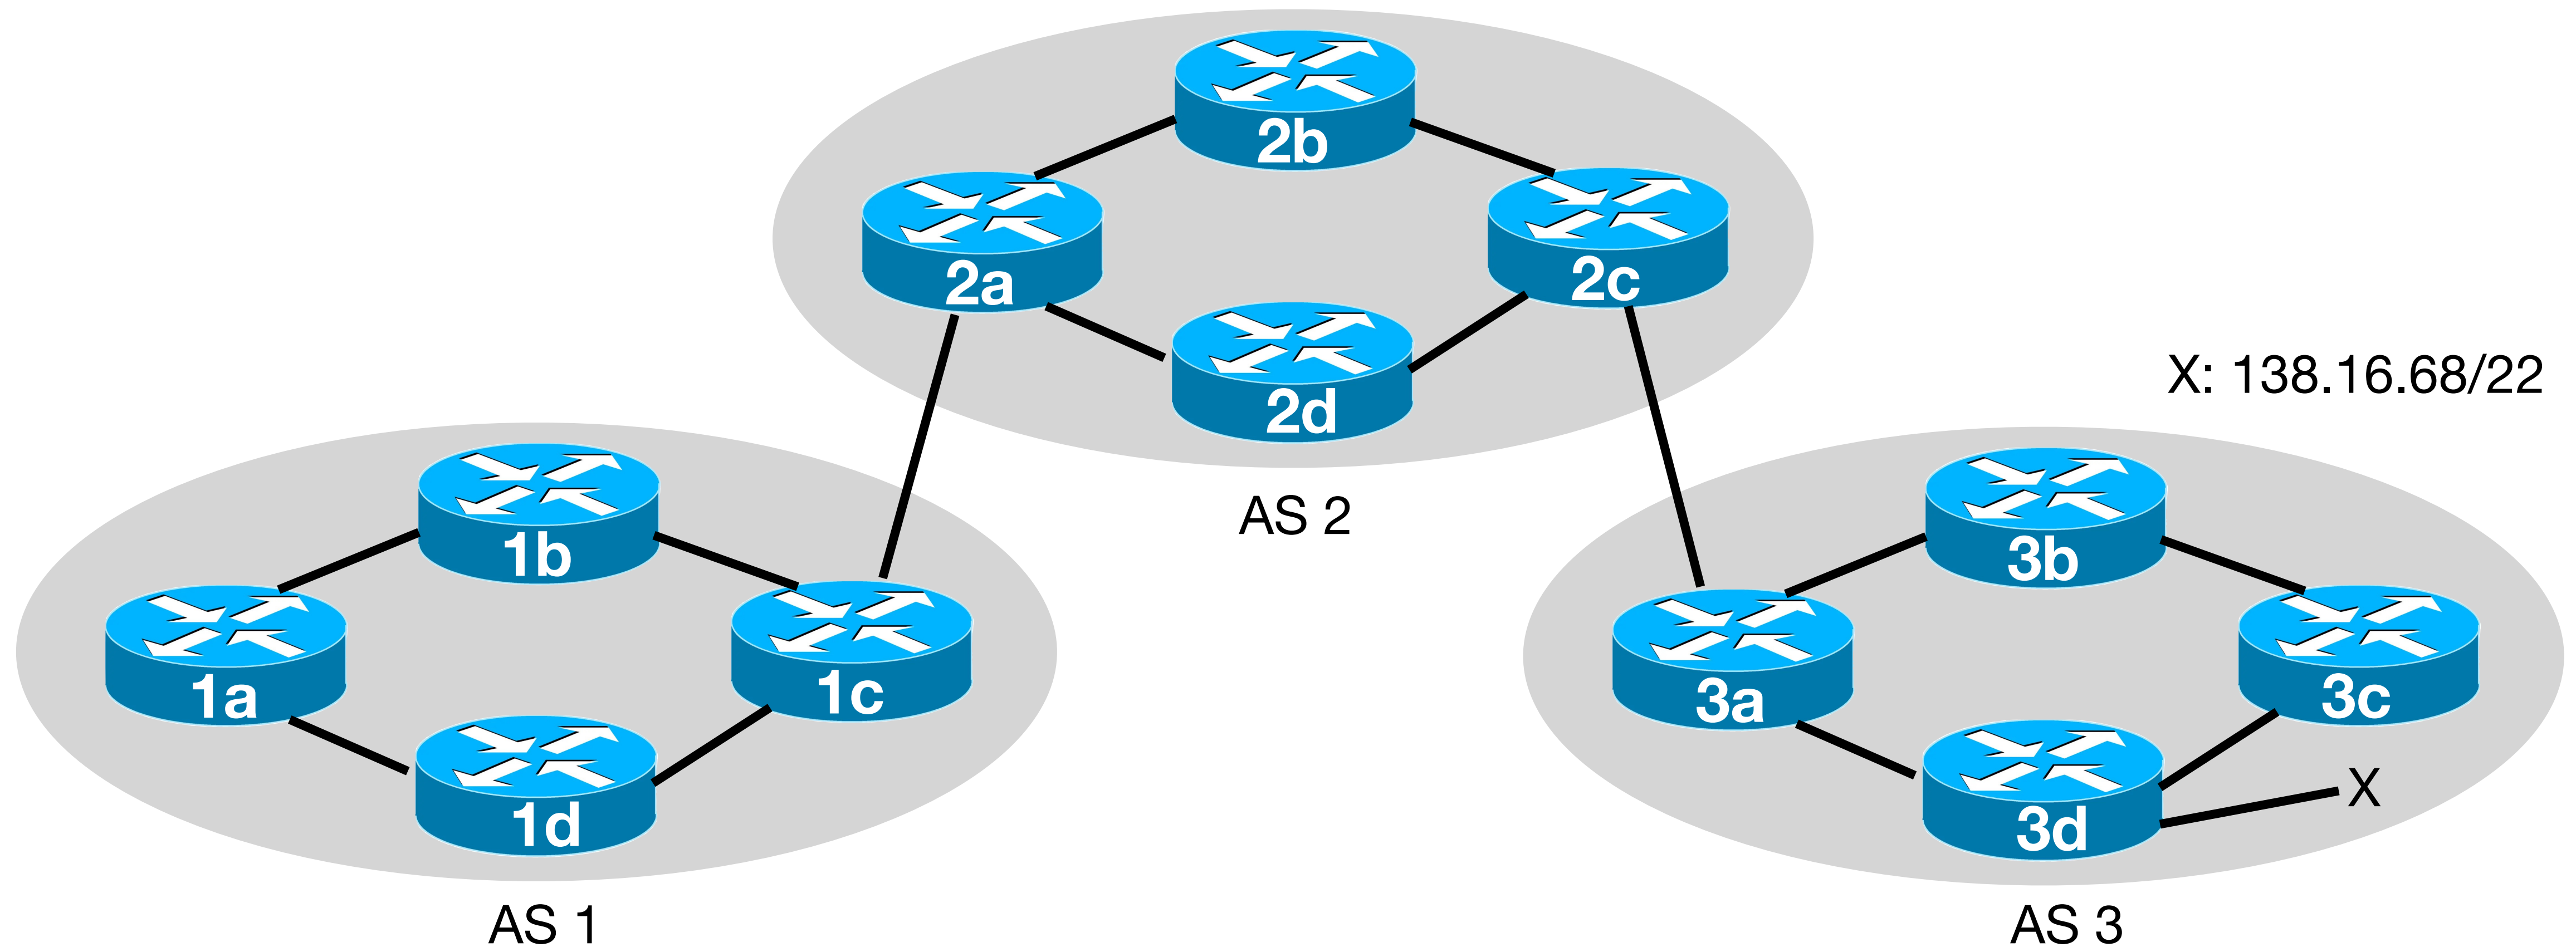 2b
2a
2c
2d
X: 138.16.68/22
AS 2
1b
3b
1a
1c
3a
3c
1d
3d
X
AS 1
AS 3